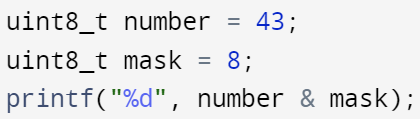 uint8_t number = 43;
uint8_t mask = 8;
printf("%d", number & mask);